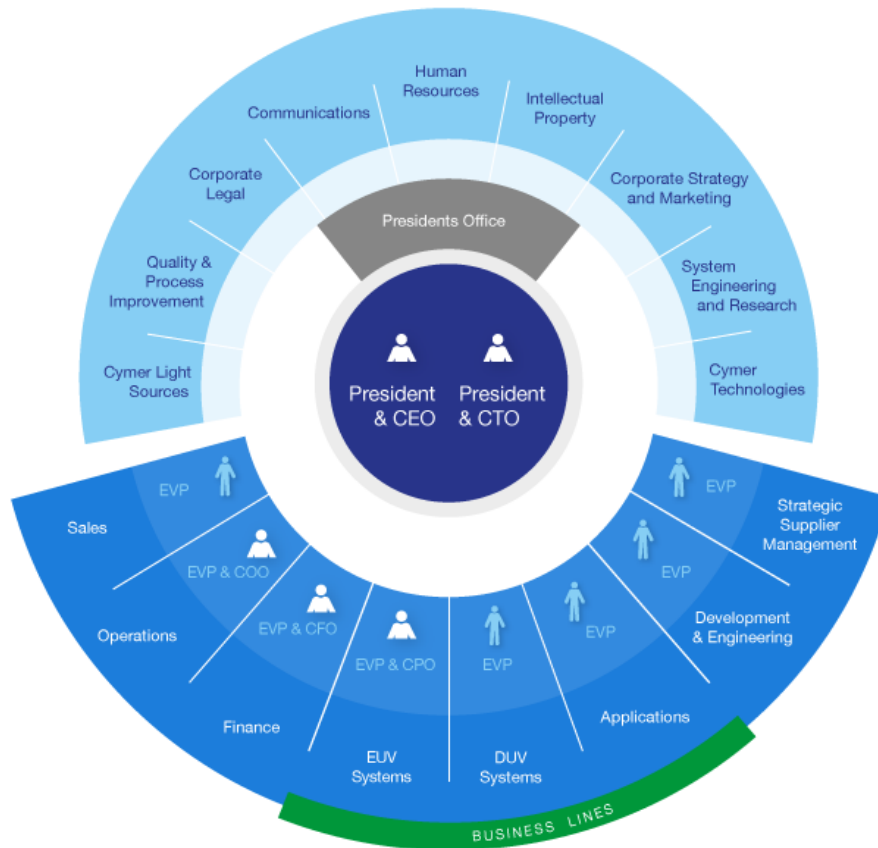 Human
Resources
Communications
Intellectual
Property
Corporate
Legal
Corporate Strategy
and Marketing
Presidents Office
Quality &
Process
Improvement
System
Engineering
and Research
Cymer Light
Sources
Cymer
Technologies
President
& CEO
President
& CTO
EVP
Sales
EVP & COO
Operations
EVP & CFO
Finance
EVP & CPO
EUV
Systems
EVP
DUV
Systems
EVP
Applications
EVP
Development
& Engineering
EVP
Strategic
Supplier
Management
BUSINESS LINES